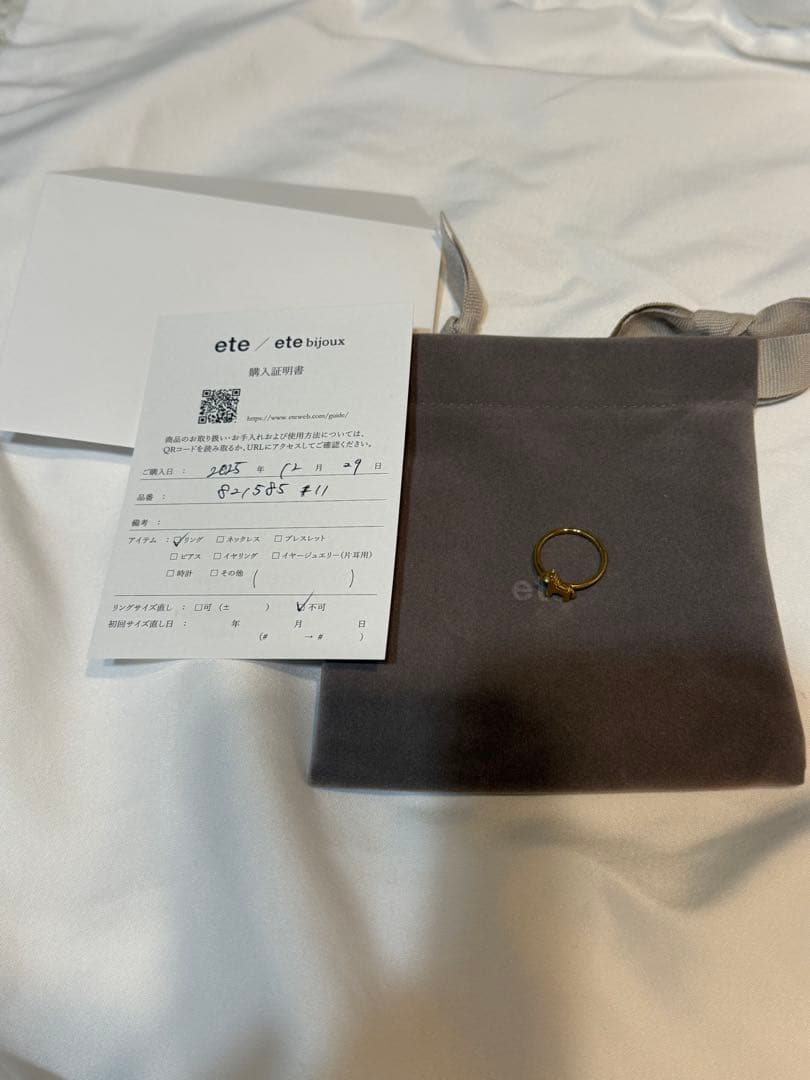 ete / ete bijoux
購入証明書
https://www.eteweb.com/guide/
商品のお取り扱い・お手入れおよび使用方法については、
QRコードを読み取るか、URLにアクセスしてご確認ください。
ご購入日 : 2025 年 12 月 29 日
品番 : 821585 #11
備考 :
アイテム : ☑リング □ネックレス □ブレスレット
□ピアス □イヤリング □イヤージュエリー(片耳用)
□時計 □その他 ( )
リングサイズ直し : □可 (± ) ☑不可
初回サイズ直し日 : 年 月 日
(# → # )
ete